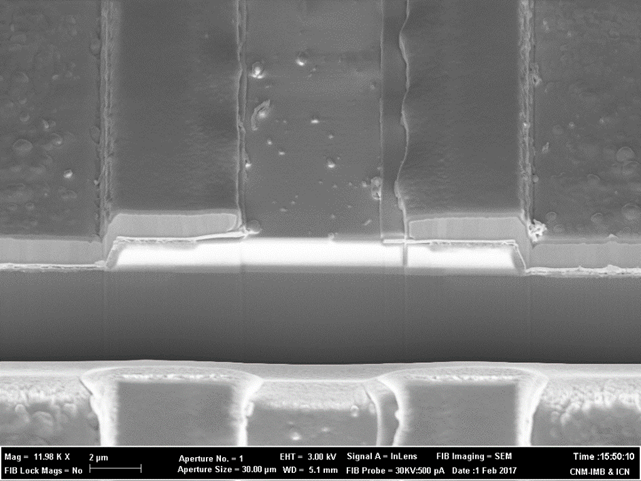 Mag = 11.98 K X 2 µm Aperture No. = 1 EHT = 3.00 kV Signal A = InLens FIB Imaging = SEM Time :15:50:10
FIB Lock Mags = No Aperture Size = 30.00 µm WD = 5.1 mm FIB Probe = 30KV:500 pA Date :1 Feb 2017 CNM-IMB & ICN